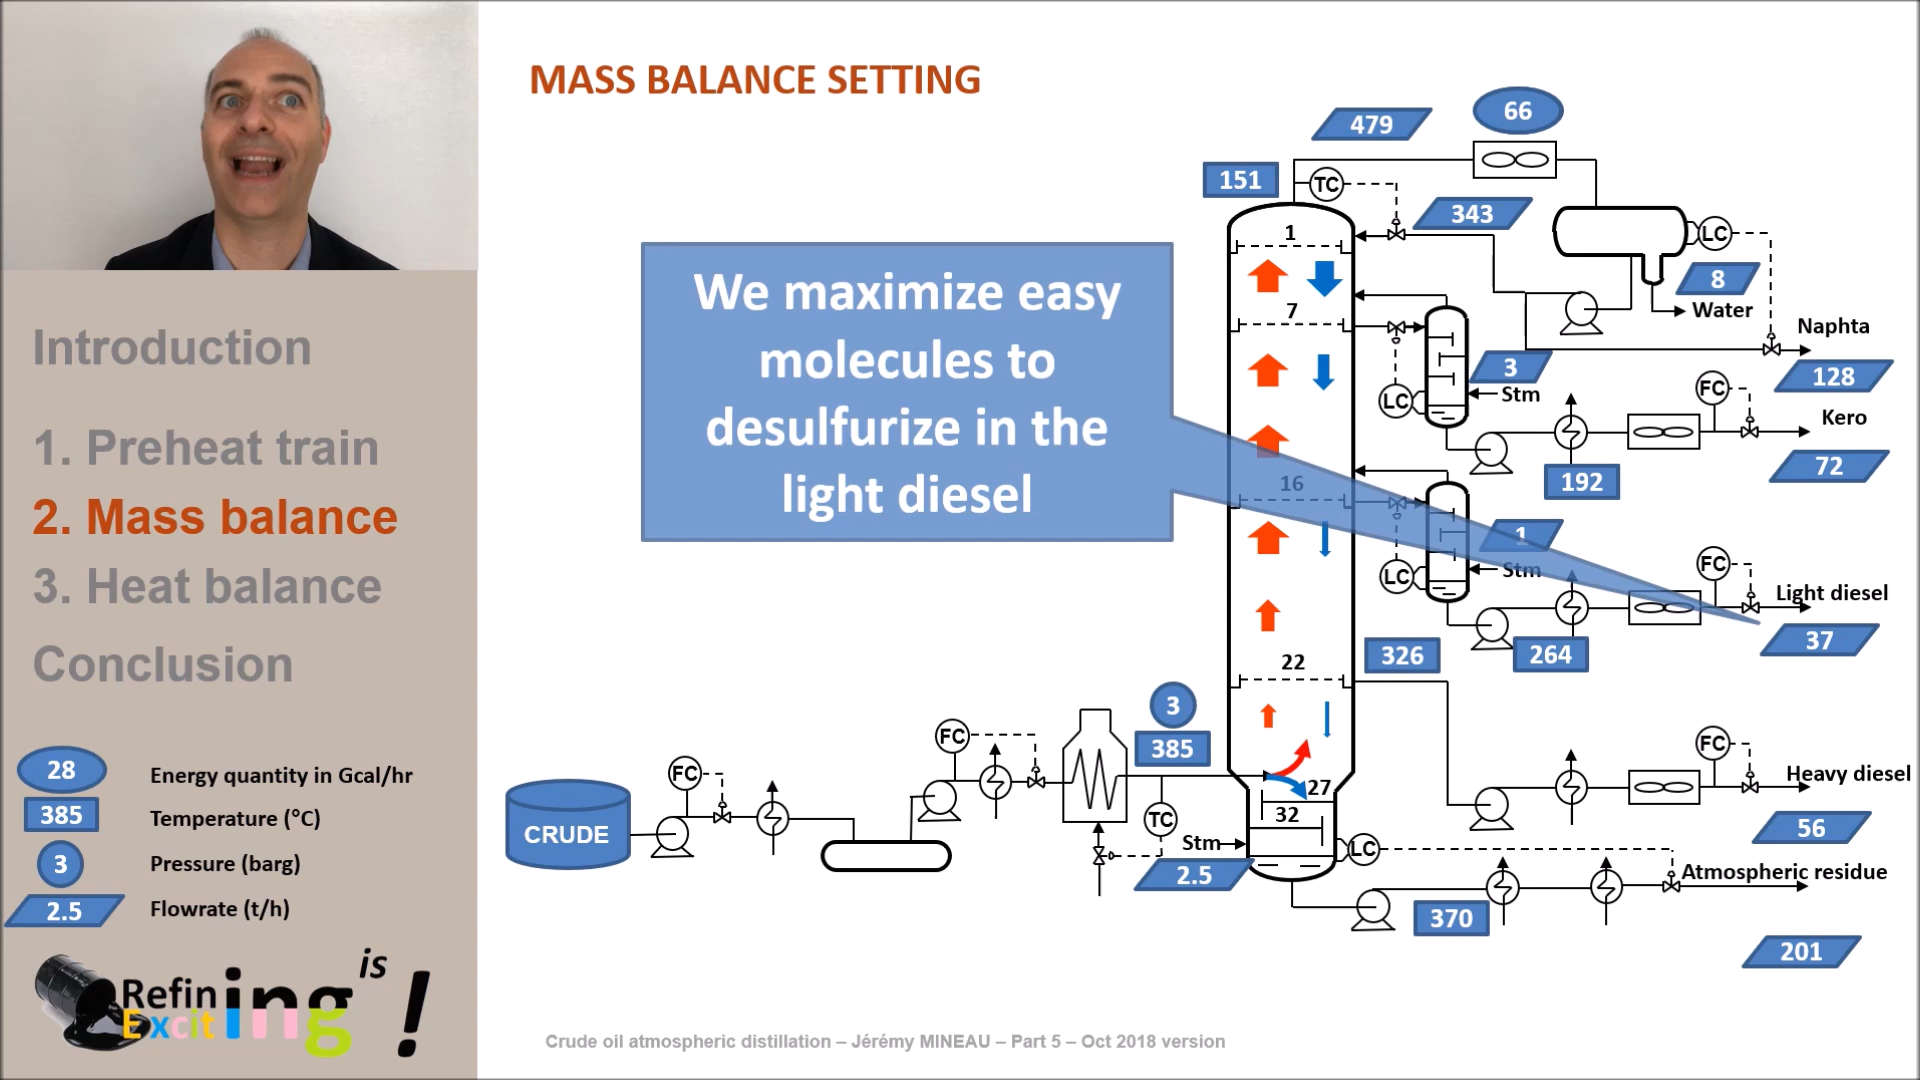 MASS BALANCE SETTING
Introduction
1. Preheat train
2. Mass balance
3. Heat balance
Conclusion
28 Energy quantity in Gcal/hr
385 Temperature (°C)
3 Pressure (barg)
2.5 Flowrate (t/h)
Refining is
Exciting !
We maximize easy
molecules to
desulfurize in the
light diesel
479
66
151
TC
343
1
LC
8
Water
7
Naphta
128
3
Stm
LC
FC
Kero
72
192
16
1
Stm
LC
FC
Light diesel
37
264
326
22
3
385
FC
FC
TC
CRUDE
27
32
Stm
2.5
LC
FC
Heavy diesel
56
Atmospheric residue
370
201
Crude oil atmospheric distillation – Jérémy MINEAU – Part 5 – Oct 2018 version